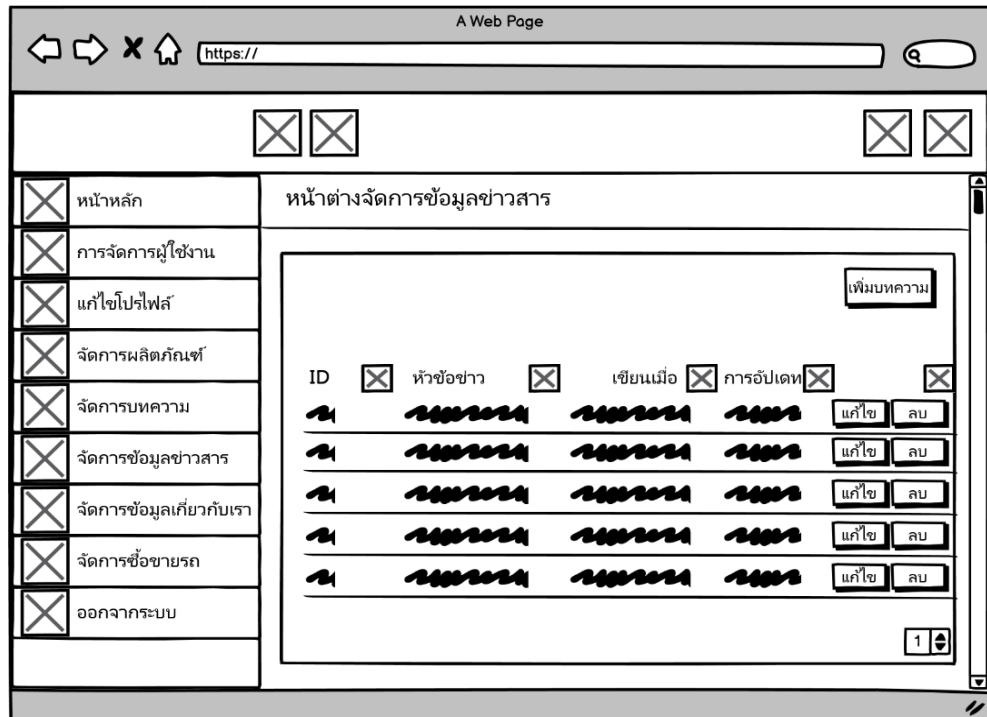 A Web Page
https://
หน้าหลัก
การจัดการผู้ใช้งาน
แก้ไขโปรไฟล์
จัดการผลิตภัณฑ์
จัดการบทความ
จัดการข้อมูลข่าวสาร
จัดการข้อมูลเกี่ยวกับเรา
จัดการซื้อขายรถ
ออกจากระบบ
หน้าต่างจัดการข้อมูลข่าวสาร
เพิ่มบทความ
ID หัวข้อข่าว เขียนเมื่อ การอัปเดท
แก้ไข ลบ
แก้ไข ลบ
แก้ไข ลบ
แก้ไข ลบ
แก้ไข ลบ
1